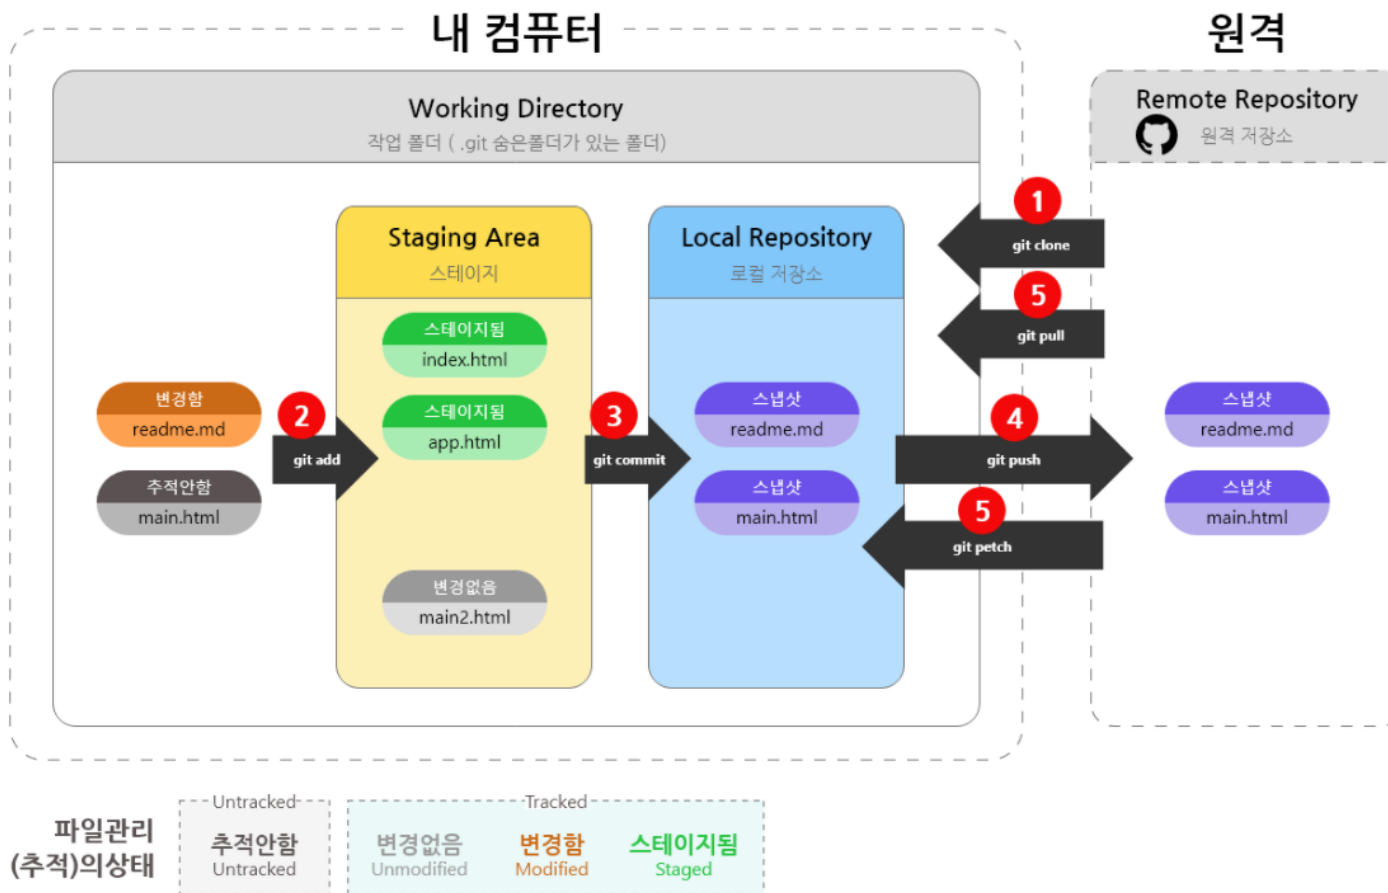 내 컴퓨터
원격
Working Directory
작업 폴더 ( .git 숨은폴더가 있는 폴더)
Remote Repository
원격 저장소
Staging Area
스테이지
Local Repository
로컬 저장소
1
git clone
5
git pull
스테이지됨
index.html
스테이지됨
app.html
변경함
readme.md
추적안함
main.html
2
git add
3
git commit
스냅샷
readme.md
스냅샷
main.html
4
git push
5
git petch
스냅샷
readme.md
스냅샷
main.html
변경없음
main2.html
파일관리
(추적)의상태
Untracked
추적안함
Untracked
Tracked
변경없음
Unmodified
변경함
Modified
스테이지됨
Staged